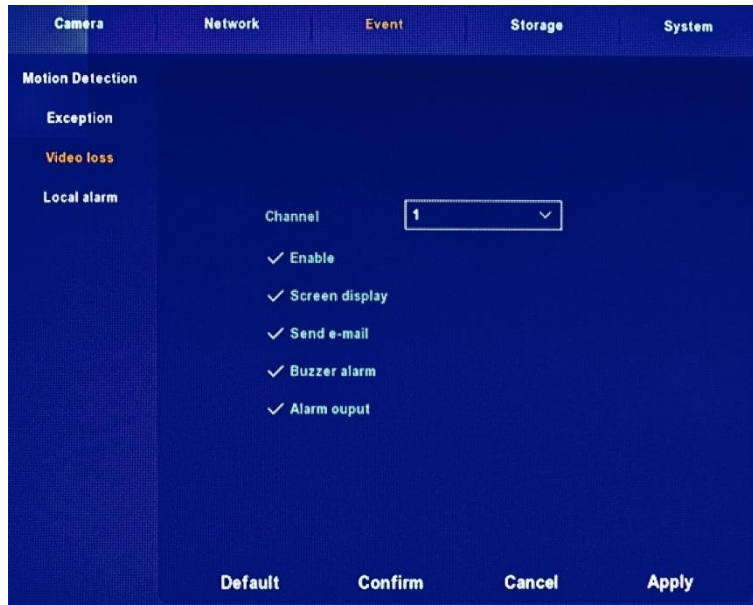 Camera Network Event Storage System
Motion Detection
Exception
Video loss
Local alarm
Channel 1
Enable
Screen display
Send e-mail
Buzzer alarm
Alarm ouput
Default Confirm Cancel Apply